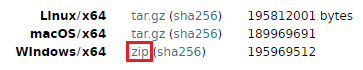 Linux/x64 tar.gz (sha256) 195812001 bytes
macOS/x64 tar.gz (sha256) 189969691
Windows/x64 zip (sha256) 195969512